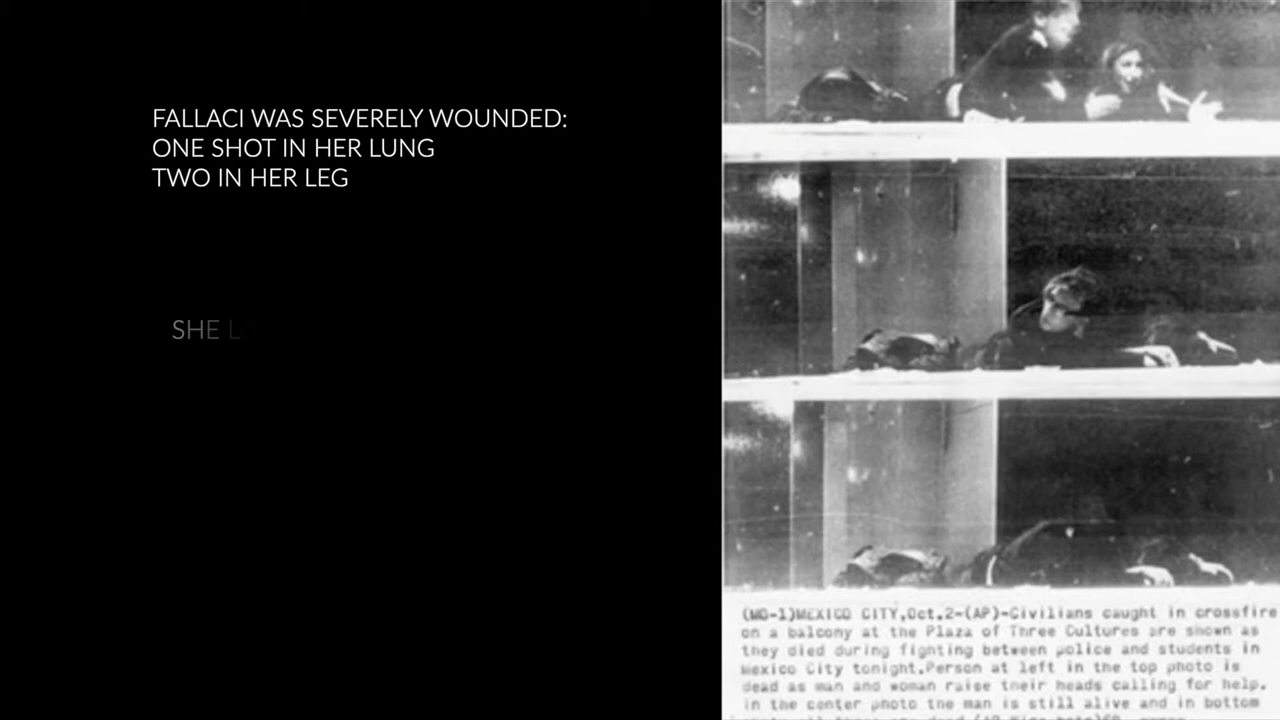 FALLACI WAS SEVERELY WOUNDED:
ONE SHOT IN HER LUNG
TWO IN HER LEG
SHE
(MO-1)MEXICO CITY,Oct.2-(AP)-Civilians caught in crossfire
on a balcony at the Plaza of Three Cultures are shown as
they died during fighting between police and students in
Mexico City tonight.Person at left in the top photo is
dead as man and woman raise their heads calling for help.
In the center photo the man is still alive and in bottom